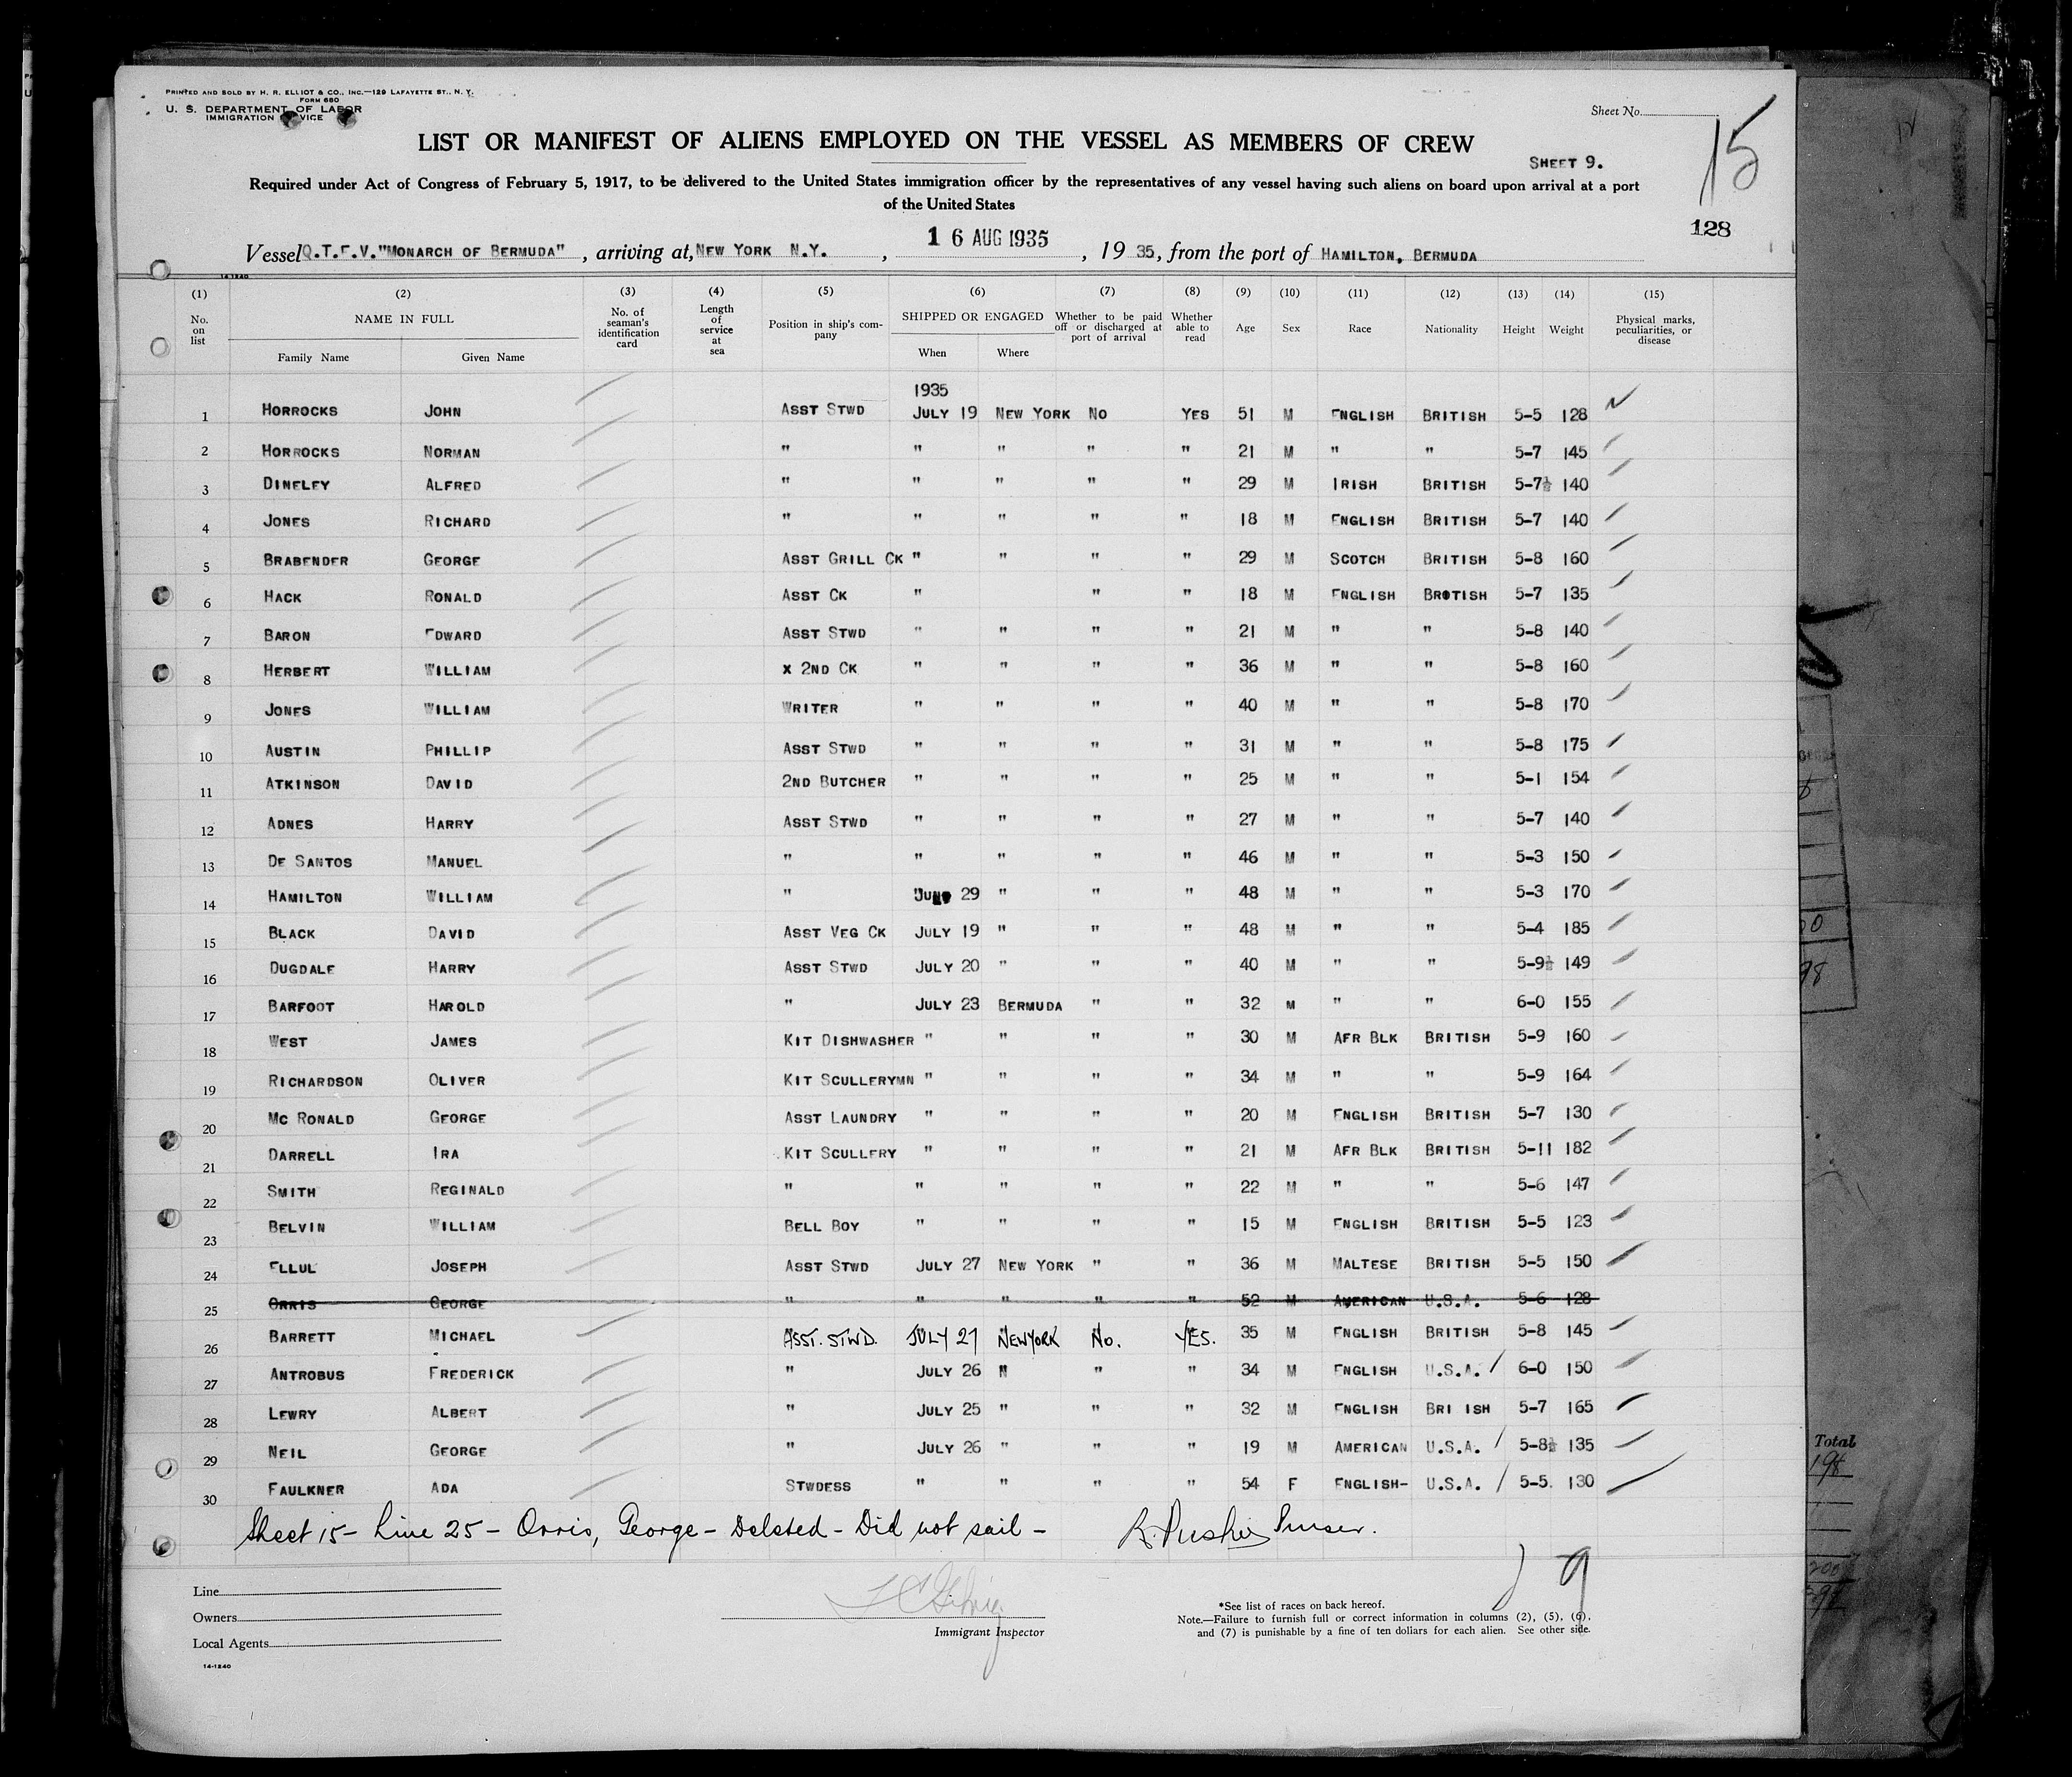 PRINTED AND SOLD BY H. R. ELLIOT & CO., INC.—129 LAFAYETTE ST., N. Y.
FORM 680
U. S. DEPARTMENT OF LABOR
IMMIGRATION VICE
Sheet No.
15
LIST OR MANIFEST OF ALIENS EMPLOYED ON THE VESSEL AS MEMBERS OF CREW
SHEET 9.
Required under Act of Congress of February 5, 1917, to be delivered to the United States immigration officer by the representatives of any vessel having such aliens on board upon arrival at a port
of the United States
128
Vessel Q.T.E.V. "MONARCH OF BERMUDA", arriving at, NEW YORK N.Y., 16 AUG 1935, 1935, from the port of HAMILTON, BERMUDA
14-1240
(1) (2) (3) (4) (5) (6) (7) (8) (9) (10) (11) (12) (13) (14) (15)
No. on list NAME IN FULL Family Name Given Name No. of seaman's identification card Length of service at sea Position in ship's company SHIPPED OR ENGAGED When Where Whether to be paid off or discharged at port of arrival Whether able to read Age Sex Race Nationality Height Weight Physical marks, peculiarities, or disease
1935
1 HORROCKS JOHN ASST STWD JULY 19 NEW YORK NO YES 51 M ENGLISH BRITISH 5-5 128
2 HORROCKS NORMAN " " " " " 21 M " " 5-7 145
3 DINELEY ALFRED " " " " " 29 M IRISH BRITISH 5-7½ 140
4 JONES RICHARD " " " " " 18 M ENGLISH BRITISH 5-7 140
5 BRABENDER GEORGE ASST GRILL CK " " " " 29 M SCOTCH BRITISH 5-8 160
6 HACK RONALD ASST CK " " " 18 M ENGLISH BROTISH 5-7 135
7 BARON EDWARD ASST STWD " " " " 21 M " " 5-8 140
8 HERBERT WILLIAM X 2ND CK " " " " 36 M " " 5-8 160
9 JONES WILLIAM WRITER " " " " 40 M " " 5-8 170
10 AUSTIN PHILLIP ASST STWD " " " " 31 M " " 5-8 175
11 ATKINSON DAVID 2ND BUTCHER " " " " 25 M " " 5-1 154
12 ADNES HARRY ASST STWD " " " " 27 M " " 5-7 140
13 DE SANTOS MANUEL " " " " " 46 M " " 5-3 150
14 HAMILTON WILLIAM " JUNE 29 " " " 48 M " " 5-3 170
15 BLACK DAVID ASST VEG CK JULY 19 " " " 48 M " " 5-4 185
16 DUGDALE HARRY ASST STWD JULY 20 " " " 40 M " " 5-9½ 149
17 BARFOOT HAROLD " JULY 23 BERMUDA " " 32 M " " 6-0 155
18 WEST JAMES KIT DISHWASHER " " " " 30 M AFR BLK BRITISH 5-9 160
19 RICHARDSON OLIVER KIT SCULLERYMN " " " " 34 M " " 5-9 164
20 MC RONALD GEORGE ASST LAUNDRY " " " " 20 M ENGLISH BRITISH 5-7 130
21 DARRELL IRA KIT SCULLERY " " " " 21 M AFR BLK BRITISH 5-11 182
22 SMITH REGINALD " " " " " 22 M " " 5-6 147
23 BELVIN WILLIAM BELL BOY " " " " 15 M ENGLISH BRITISH 5-5 123
24 ELLUL JOSEPH ASST STWD JULY 27 NEW YORK " " 36 M MALTESE BRITISH 5-5 150
25 ORRIS GEORGE " " " " " 52 M AMERICAN U.S.A. 5-6 128
26 BARRETT MICHAEL ASST. STWD. JULY 27 NEWYORK NO. YES. 35 M ENGLISH BRITISH 5-8 145
27 ANTROBUS FREDERICK " JULY 26 " " " 34 M ENGLISH U.S.A. / 6-0 150
28 LEWRY ALBERT " JULY 25 " " " 32 M ENGLISH BRI ISH 5-7 165
29 NEIL GEORGE " JULY 26 " " " 19 M AMERICAN U.S.A. / 5-8½ 135
30 FAULKNER ADA STWDESS " " " " 54 F ENGLISH- U.S.A. / 5-5. 130
Sheet 15 - Line 25 - Orris, George - Deleted - Did not sail - Purser.
9
Line
Owners
Local Agents
14-1240
Immigrant Inspector
*See list of races on back hereof.
Note.—Failure to furnish full or correct information in columns (2), (5), (6), and (7) is punishable by a fine of ten dollars for each alien. See other side.
Total
198
200